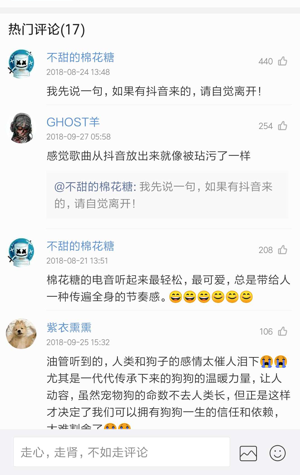 热门评论(17)
不甜的棉花糖
440
2018-08-24 13:48
我先说一句，如果有抖音来的，请自觉离开！
GHOST羊
254
2018-09-27 05:58
感觉歌曲从抖音放出来就像被玷污了一样
@不甜的棉花糖: 我先说一句，如果有抖音来
的，请自觉离开！
不甜的棉花糖
208
2018-08-21 13:51
棉花糖的电音听起来最轻松，最可爱，总是带给人
一种传遍全身的节奏感。😄😄😄😊😊😊
紫衣熏熏
106
2018-09-25 15:32
油管听到的，人类和狗子的感情太催人泪下😭😭
尤其是一代代传承下来的狗狗的温暖力量，让人
动容，虽然宠物狗的命数不去人类长，但正是这样
才决定了我们可以拥有狗狗一生的信任和依赖，
走心，走肾，不如走评论